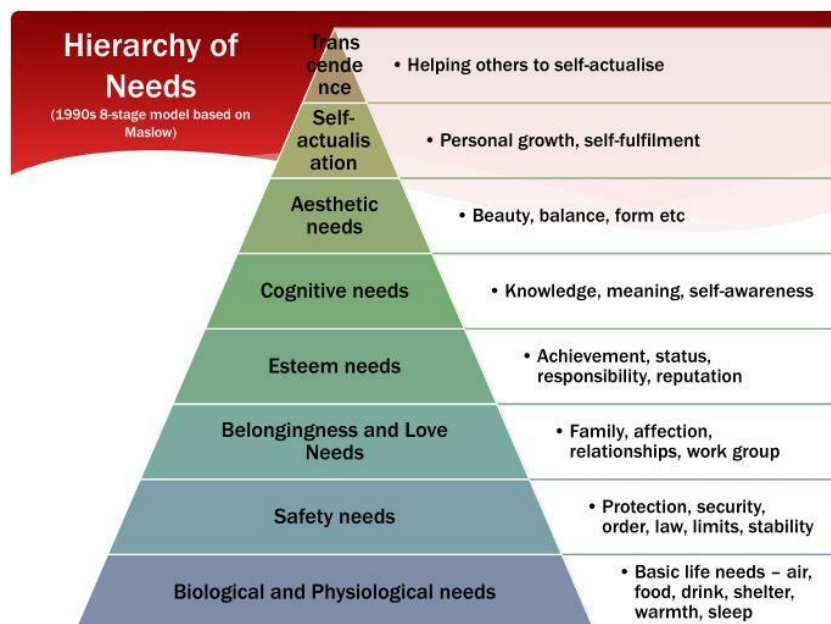 Hierarchy of
Needs
(1990s 8-stage model based on
Maslow)
Trans
cende
nce
• Helping others to self-actualise
Self-
actualis
ation
• Personal growth, self-fulfilment
Aesthetic
needs
• Beauty, balance, form etc
Cognitive needs
• Knowledge, meaning, self-awareness
Esteem needs
• Achievement, status,
responsibility, reputation
Belongingness and Love
Needs
• Family, affection,
relationships, work group
Safety needs
• Protection, security,
order, law, limits, stability
Biological and Physiological needs
• Basic life needs – air,
food, drink, shelter,
warmth, sleep